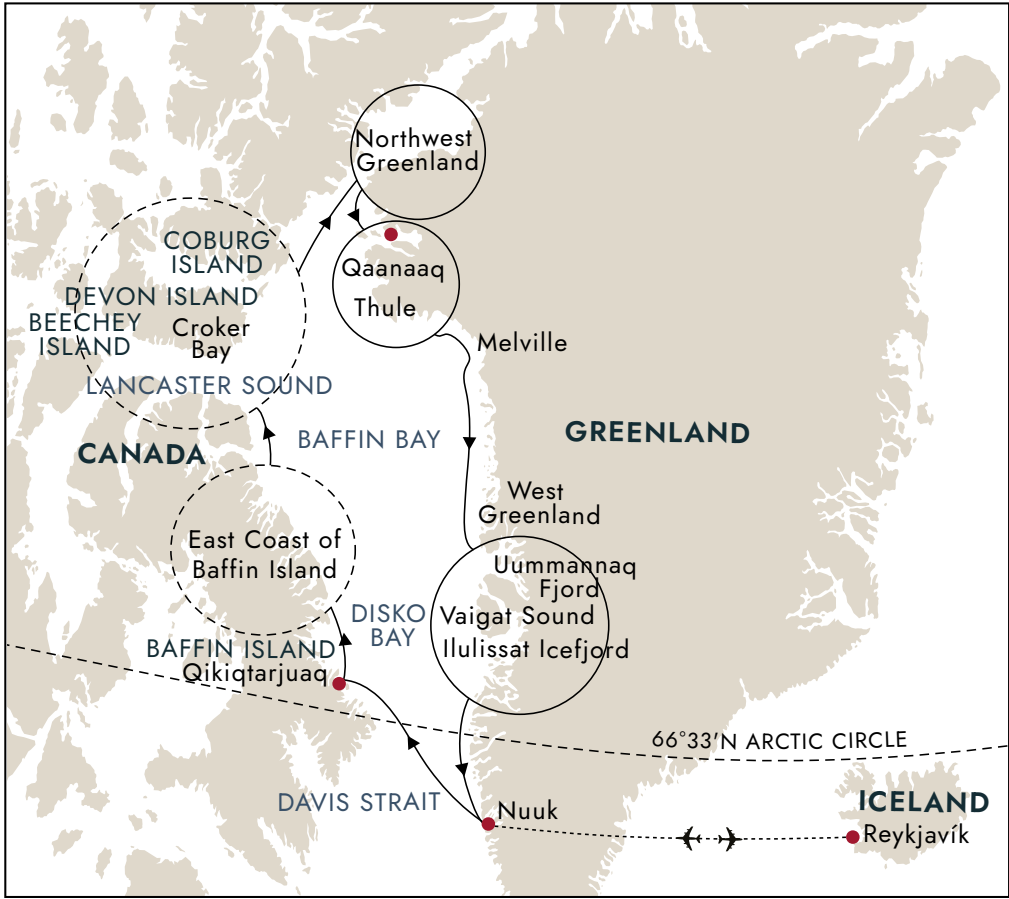 Northwest
Greenland
COBURG
ISLAND
Qaanaaq
DEVON ISLAND
Thule
BEECHEY
ISLAND
Croker
Bay
Melville
LANCASTER SOUND
BAFFIN BAY
GREENLAND
CANADA
West
Greenland
East Coast of
Baffin Island
Uummannaq
Fjord
Vaigat Sound
Ilulissat Icefjord
DISKO
BAY
BAFFIN ISLAND
Qikiqtarjuaq
66°33'N ARCTIC CIRCLE
DAVIS STRAIT
Nuuk
ICELAND
Reykjavík